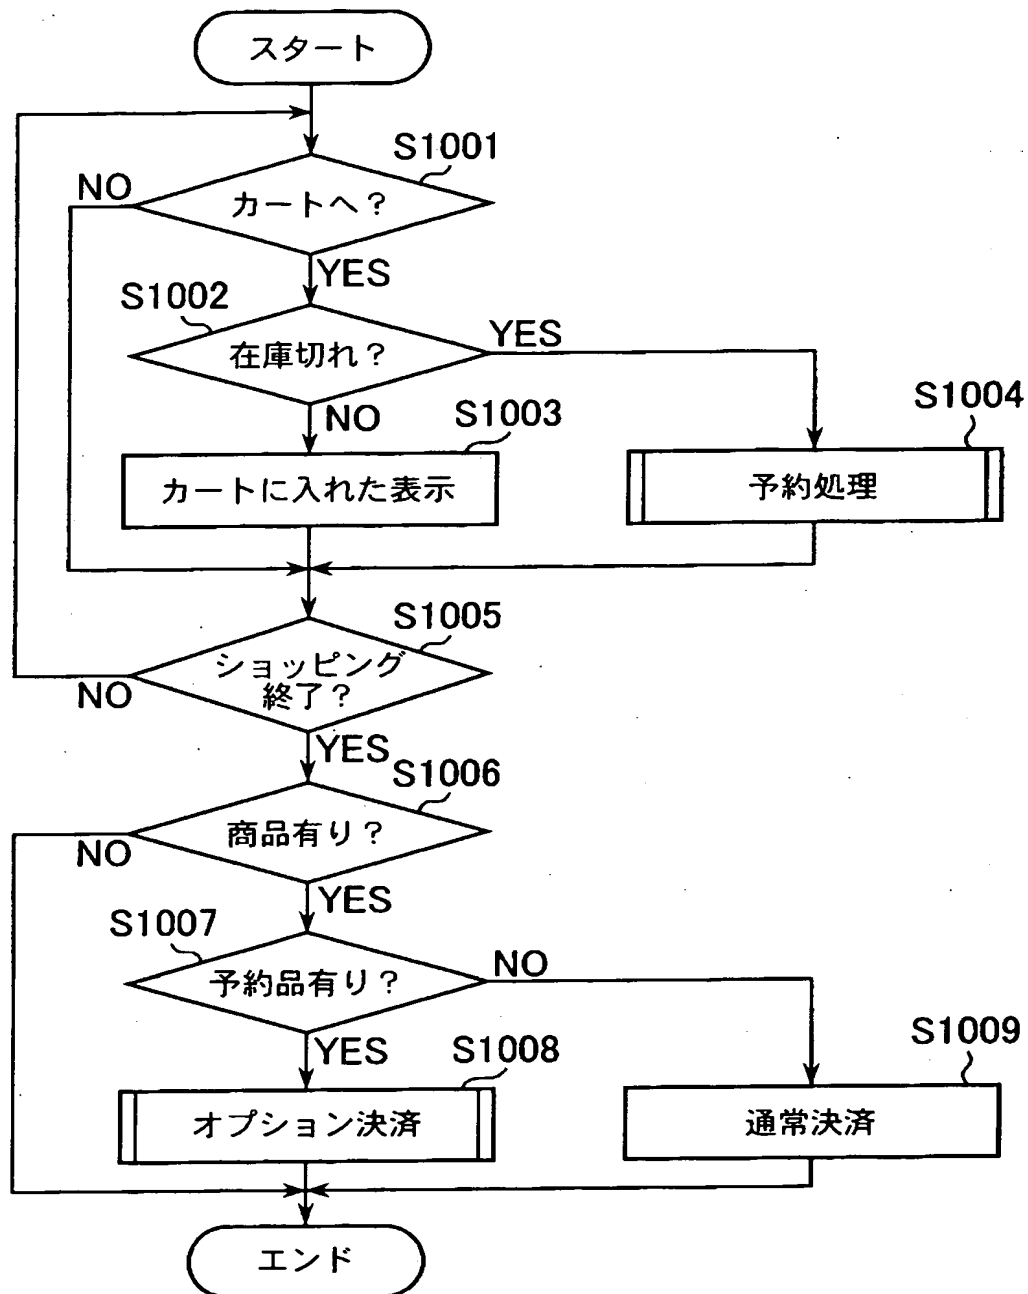 スタート
S1001
NO
カートへ?
YES
S1002
在庫切れ?
YES
NO
S1003
カートに入れた表示
S1004
予約処理
S1005
ショッピング
終了?
NO
YES
S1006
商品有り?
NO
YES
S1007
予約品有り?
NO
YES
S1008
オプション決済
S1009
通常決済
エンド